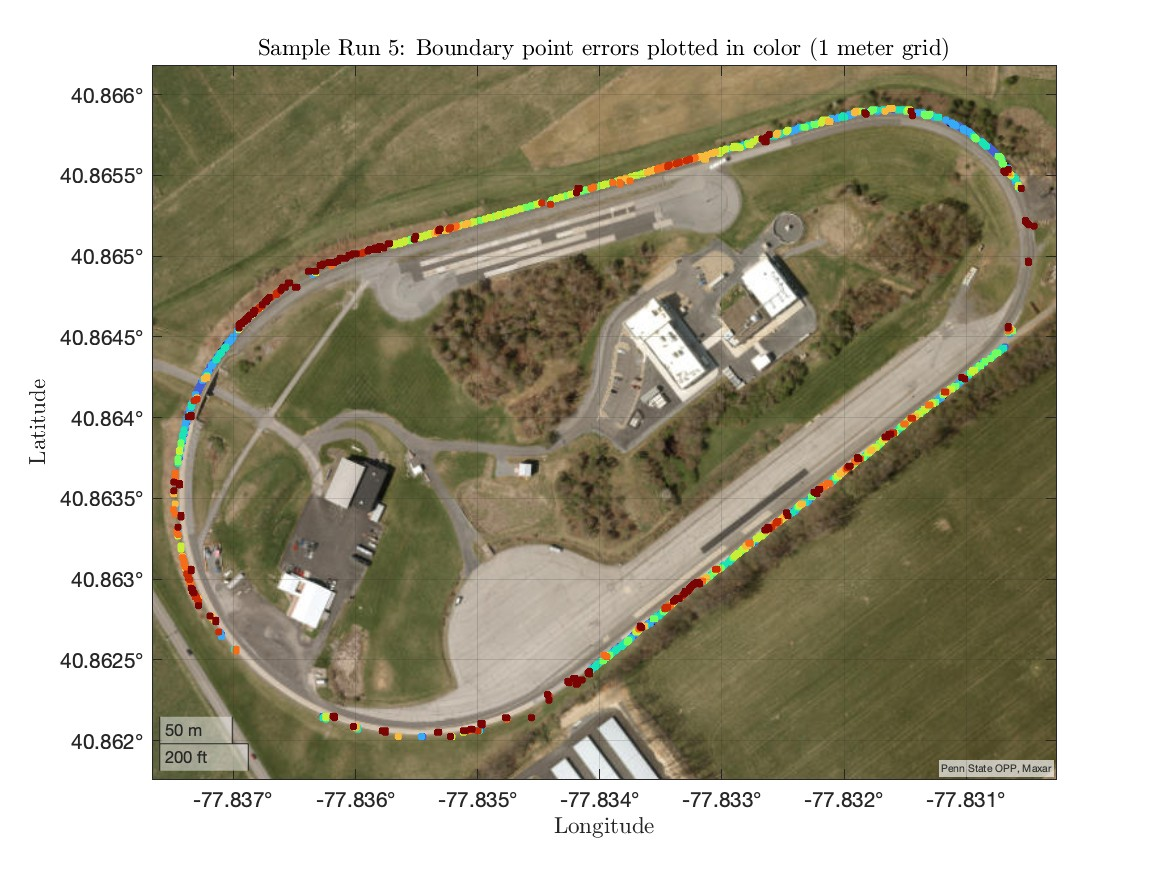 Sample Run 5: Boundary point errors plotted in color (1 meter grid)
40.866°
40.8655°
40.865°
40.8645°
40.864°
40.8635°
40.863°
40.8625°
40.862°
Latitude
50 m
200 ft
Penn State OPP, Maxar
-77.837°
-77.836°
-77.835°
-77.834°
-77.833°
-77.832°
-77.831°
Longitude